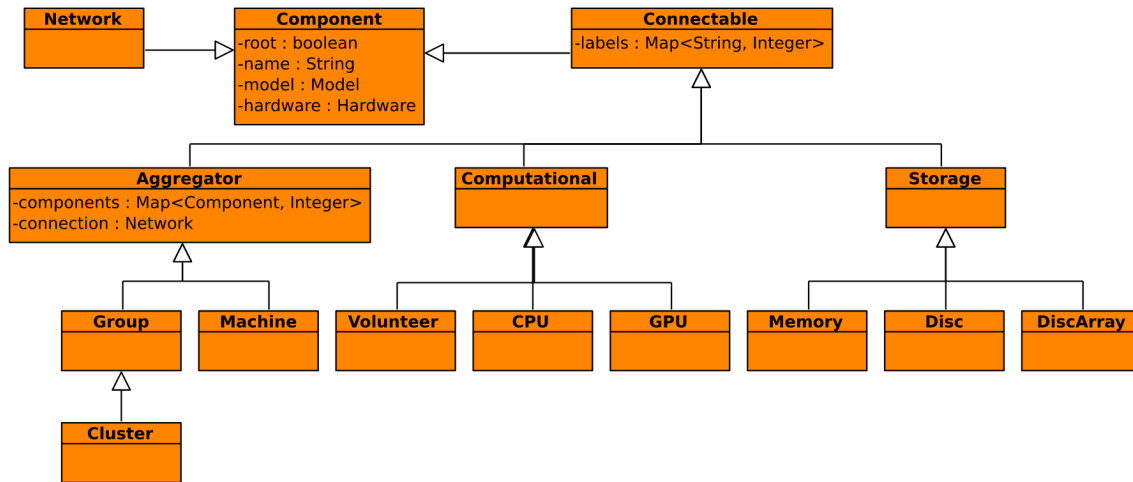 Network
Component
-root : boolean
-name : String
-model : Model
-hardware : Hardware
Connectable
-labels : Map<String, Integer>
Aggregator
-components : Map<Component, Integer>
-connection : Network
Computational
Storage
Group
Machine
Volunteer
CPU
GPU
Memory
Disc
DiscArray
Cluster